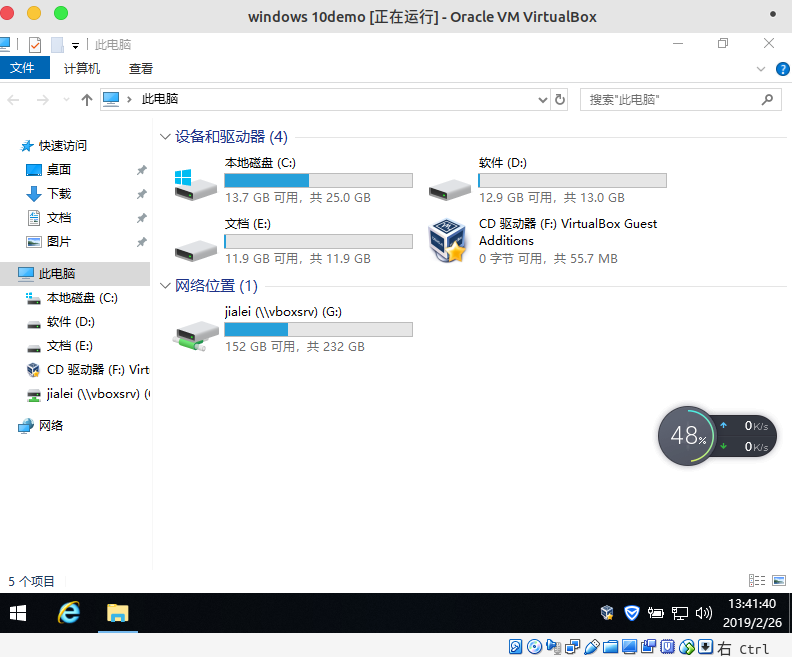 windows 10demo [正在运行] - Oracle VM VirtualBox
此电脑
文件 计算机 查看
此电脑 搜索"此电脑"
快速访问
桌面
下载
文档
图片
此电脑
本地磁盘 (C:)
软件 (D:)
文档 (E:)
CD 驱动器 (F:) Virt
jialei (\\vboxsrv) (
网络
设备和驱动器 (4)
本地磁盘 (C:)
13.7 GB 可用，共 25.0 GB
软件 (D:)
12.9 GB 可用，共 13.0 GB
文档 (E:)
11.9 GB 可用，共 11.9 GB
CD 驱动器 (F:) VirtualBox Guest
Additions
0 字节 可用，共 55.7 MB
网络位置 (1)
jialei (\\vboxsrv) (G:)
152 GB 可用，共 232 GB
48%
0K/s
0K/s
5 个项目
13:41:40
2019/2/26
右 Ctrl